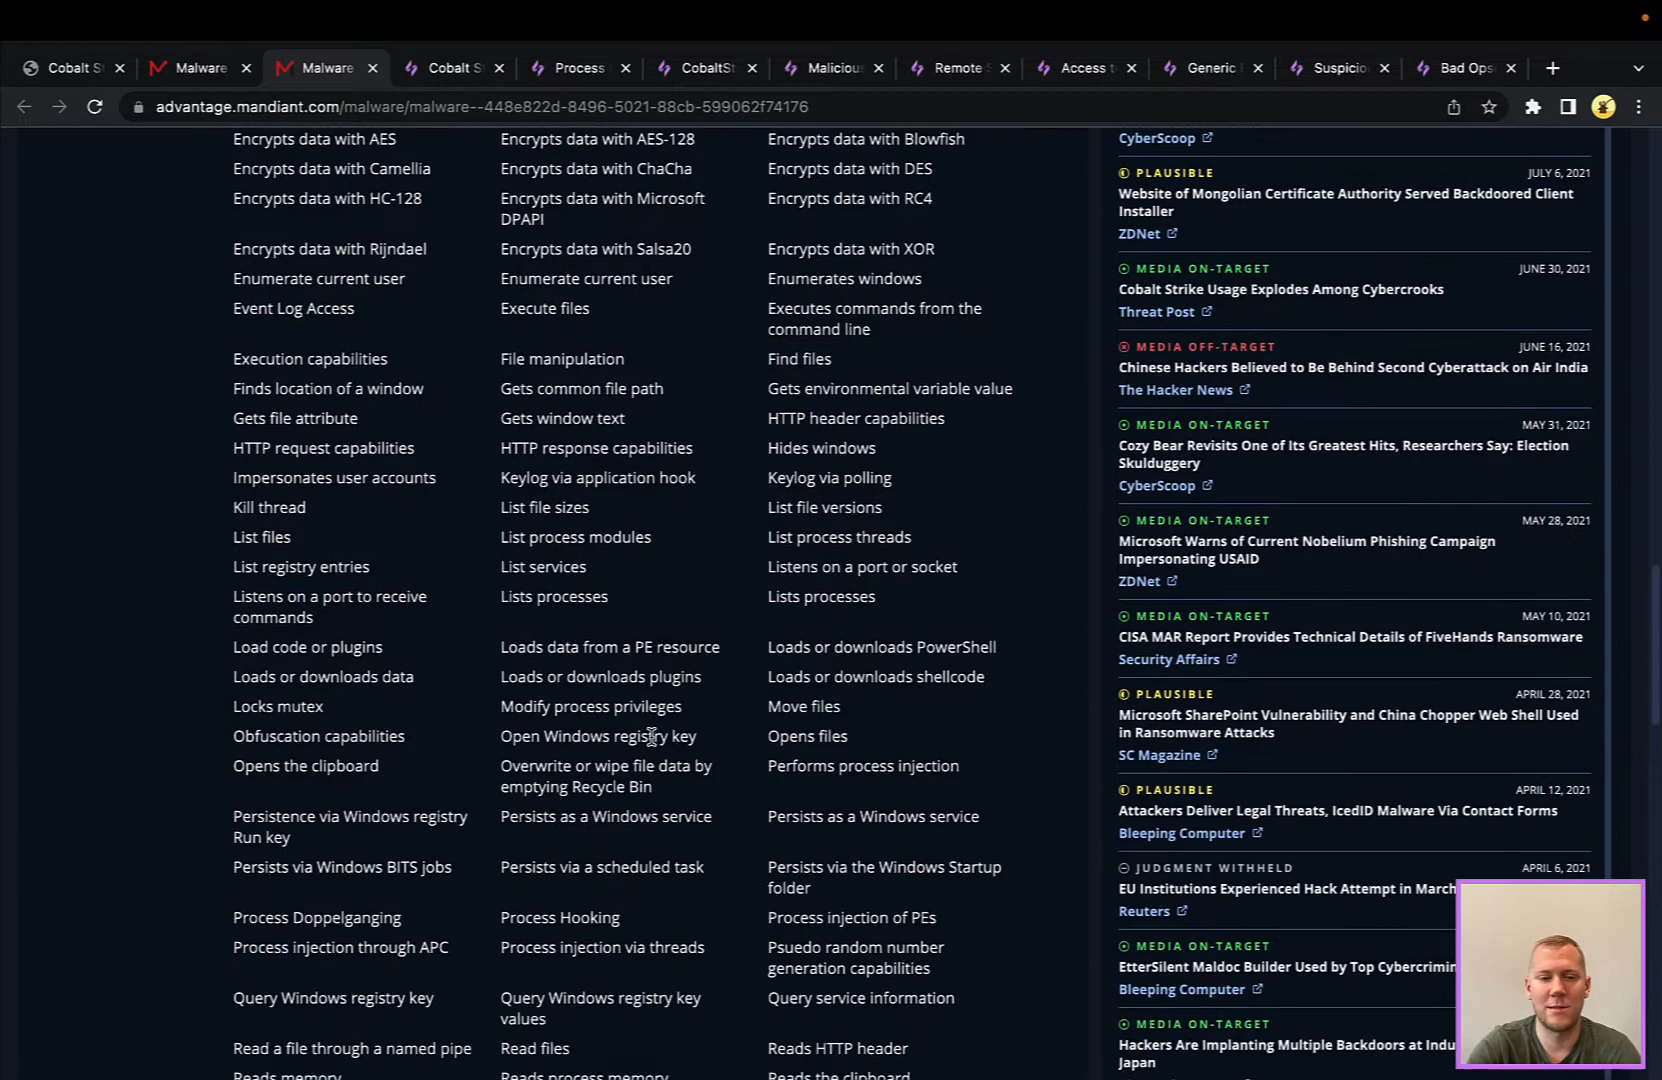 Cobalt S
Malware
Malware
Cobalt S
Process
CobaltSt
Maliciou
Remote S
Access t
Generic
Suspicio
Bad Ops
advantage.mandiant.com/malware/malware--448e822d-8496-5021-88cb-599062f74176
Encrypts data with AES
Encrypts data with AES-128
Encrypts data with Blowfish
Encrypts data with Camellia
Encrypts data with ChaCha
Encrypts data with DES
Encrypts data with HC-128
Encrypts data with Microsoft
DPAPI
Encrypts data with RC4
Encrypts data with Rijndael
Encrypts data with Salsa20
Encrypts data with XOR
Enumerate current user
Enumerate current user
Enumerates windows
Event Log Access
Execute files
Executes commands from the
command line
Execution capabilities
File manipulation
Find files
Finds location of a window
Gets common file path
Gets environmental variable value
Gets file attribute
Gets window text
HTTP header capabilities
HTTP request capabilities
HTTP response capabilities
Hides windows
Impersonates user accounts
Keylog via application hook
Keylog via polling
Kill thread
List file sizes
List file versions
List files
List process modules
List process threads
List registry entries
List services
Listens on a port or socket
Listens on a port to receive
commands
Lists processes
Lists processes
Load code or plugins
Loads data from a PE resource
Loads or downloads PowerShell
Loads or downloads data
Loads or downloads plugins
Loads or downloads shellcode
Locks mutex
Modify process privileges
Move files
Obfuscation capabilities
Open Windows registry key
Opens files
Opens the clipboard
Overwrite or wipe file data by
emptying Recycle Bin
Performs process injection
Persistence via Windows registry
Run key
Persists as a Windows service
Persists as a Windows service
Persists via Windows BITS jobs
Persists via a scheduled task
Persists via the Windows Startup
folder
Process Doppelganging
Process Hooking
Process injection of PEs
Process injection through APC
Process injection via threads
Psuedo random number
generation capabilities
Query Windows registry key
Query Windows registry key
values
Query service information
Read a file through a named pipe
Read files
Reads HTTP header
Reads memory
Reads process memory
Reads the clipboard
CyberScoop
PLAUSIBLE JULY 6, 2021
Website of Mongolian Certificate Authority Served Backdoored Client
Installer
ZDNet
MEDIA ON-TARGET JUNE 30, 2021
Cobalt Strike Usage Explodes Among Cybercrooks
Threat Post
MEDIA OFF-TARGET JUNE 16, 2021
Chinese Hackers Believed to Be Behind Second Cyberattack on Air India
The Hacker News
MEDIA ON-TARGET MAY 31, 2021
Cozy Bear Revisits One of Its Greatest Hits, Researchers Say: Election
Skulduggery
CyberScoop
MEDIA ON-TARGET MAY 28, 2021
Microsoft Warns of Current Nobelium Phishing Campaign
Impersonating USAID
ZDNet
MEDIA ON-TARGET MAY 10, 2021
CISA MAR Report Provides Technical Details of FiveHands Ransomware
Security Affairs
PLAUSIBLE APRIL 28, 2021
Microsoft SharePoint Vulnerability and China Chopper Web Shell Used
in Ransomware Attacks
SC Magazine
PLAUSIBLE APRIL 12, 2021
Attackers Deliver Legal Threats, IcedID Malware Via Contact Forms
Bleeping Computer
JUDGMENT WITHHELD APRIL 6, 2021
EU Institutions Experienced Hack Attempt in March
Reuters
MEDIA ON-TARGET
EtterSilent Maldoc Builder Used by Top Cybercrimin
Bleeping Computer
MEDIA ON-TARGET
Hackers Are Implanting Multiple Backdoors at Indu
Japan